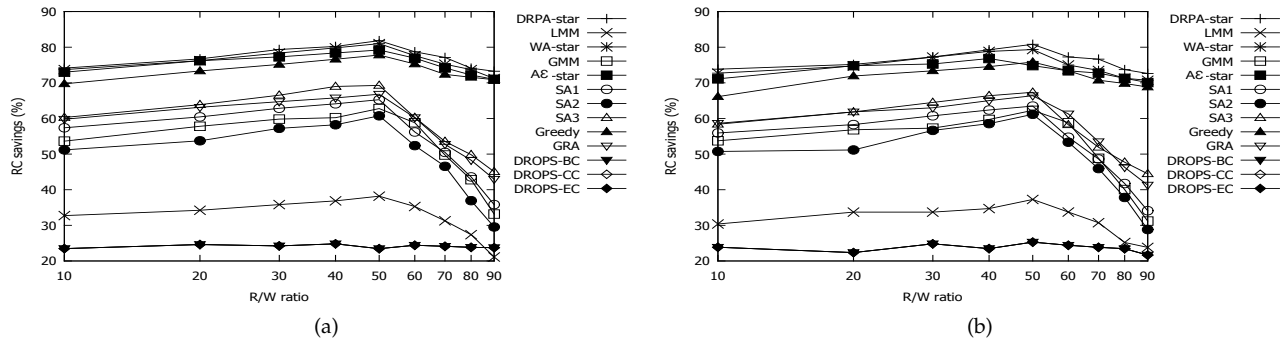 RC savings (%)
90
80
70
60
50
40
30
20
10
20
30
40
50
60
70
80
90
R/W ratio
DRPA-star
LMM
WA-star
GMM
Aε-star
SA1
SA2
SA3
Greedy
GRA
DROPS-BC
DROPS-CC
DROPS-EC
(a)
RC savings (%)
90
80
70
60
50
40
30
20
10
20
30
40
50
60
70
80
90
R/W ratio
DRPA-star
LMM
WA-star
GMM
Aε-star
SA1
SA2
SA3
Greedy
GRA
DROPS-BC
DROPS-CC
DROPS-EC
(b)